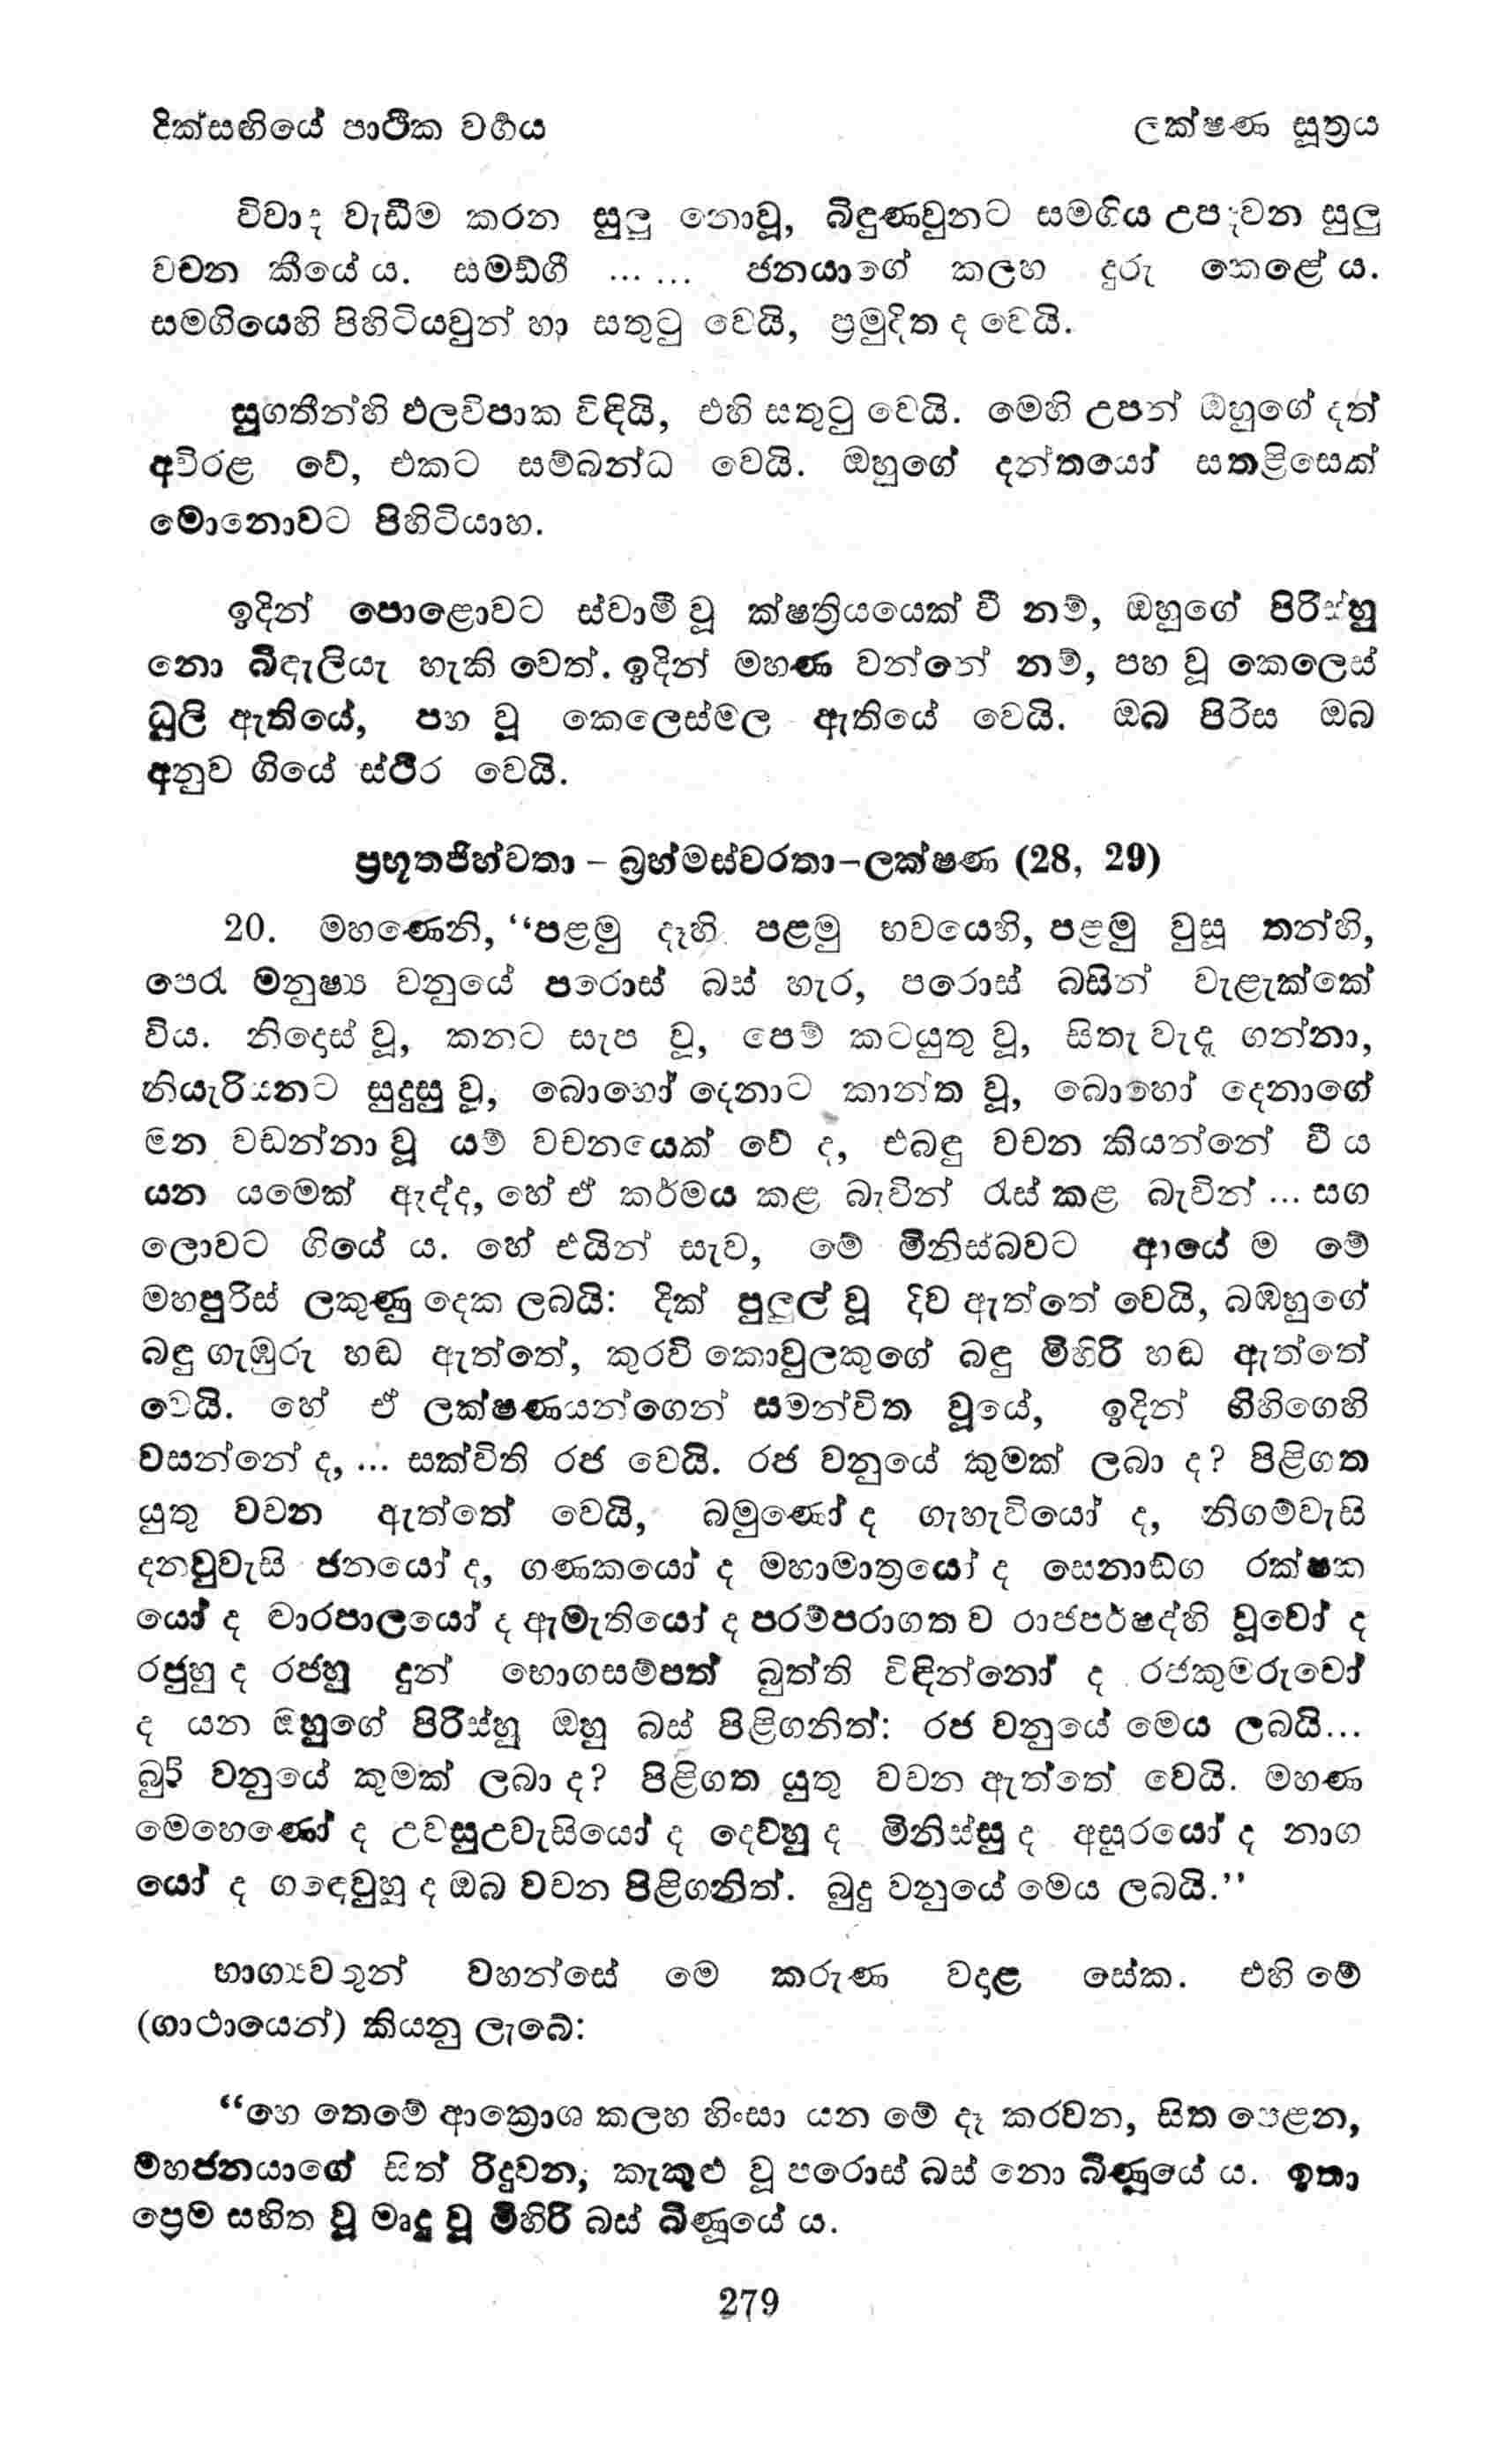 දික්සඟියේ පාථික වර්‍ගය
ලක්ෂණ සූත්‍රය
විවාද වැඩීම කරන සුලු නොවූ, බිඳුණවුනට සමගිය උපදවන සුලු
වචන කීයේ ය. සමඩ්ගී ... ... ජනයාගේ කලහ දුරු කෙළේ ය.
සමගියෙහි පිහිටියවුන් හා සතුටු වෙයි, ප්‍රමුදිත ද වෙයි.
සුගතීන්හි ඵලවිපාක විඳියි, එහි සතුටු වෙයි. මෙහි උපන් ඔහුගේ දත්
අවිරළ වේ, එකට සම්බන්ධ වෙයි. ඔහුගේ දන්තයෝ සතළිසෙක්
මොනොවට පිහිටියාහ.
ඉදින් පොළොවට ස්වාමී වූ ක්ෂත්‍රියයෙක් වී නම්, ඔහුගේ පිරිස්හු
නො බිඳැලියැ හැකි වෙත්. ඉදින් මහණ වන්නේ නම්, පහ වූ කෙලෙස්
ධූලි ඇතියේ, පහ වූ කෙලෙස්මල ඇතියේ වෙයි. ඔබ පිරිස ඔබ
අනුව ගියේ ස්ථිර වෙයි.
ප්‍රභූතජිහ්වතා – බ්‍රහ්මස්වරතා–ලක්ෂණ (28, 29)
20. මහණෙනි, “පළමු දෑහි පළමු භවයෙහි, පළමු වුසූ තන්හි,
පෙරැ මනුෂ්‍ය වනුයේ පරොස් බස් හැර, පරොස් බසින් වැළැක්කේ
විය. නිදොස් වූ, කනට සැප වූ, පෙම් කටයුතු වූ, සිතැ වැද ගන්නා,
නියැරියනට සුදුසු වූ, බොහෝ දෙනාට කාන්ත වූ, බොහෝ දෙනාගේ
මන වඩන්නා වූ යම් වචනයෙක් වේ ද, එබඳු වචන කියන්නේ වී ය
යන යමෙක් ඇද්ද, හේ ඒ කර්මය කළ බැවින් රැස් කළ බැවින් ... සග
ලොවට ගියේ ය. හේ එයින් සැව, මේ මිනිස්බවට ආයේ ම මේ
මහපුරිස් ලකුණු දෙක ලබයි: දික් පුලුල් වූ දිව ඇත්තේ වෙයි, බඹහුගේ
බඳු ගැඹුරු හඬ ඇත්තේ, කුරවි කොවුලකුගේ බඳු මිහිරි හඬ ඇත්තේ
වෙයි. හේ ඒ ලක්ෂණයන්ගෙන් සමන්විත වූයේ, ඉදින් ගිහිගෙහි
වසන්නේ ද, ... සක්විති රජ වෙයි. රජ වනුයේ කුමක් ලබා ද? පිළිගත
යුතු වචන ඇත්තේ වෙයි, බමුණෝ ද ගැහැවියෝ ද, නිගම්වැසි
දනවුවැසි ජනයෝ ද, ගණකයෝ ද මහාමාත්‍රයෝ ද සෙනාඩ්ග රක්ෂක
යෝ ද ද්වාරපාලයෝ ද ඇමැතියෝ ද පරම්පරාගත ව රාජපර්ෂද්හි වූවෝ ද
රජුහු ද රජහු දුන් භොගසම්පත් බුත්ති විඳින්නෝ ද රජකුමරුවෝ
ද යන ඔහුගේ පිරිස්හූ ඔහු බස් පිළිගනිත්: රජ වනුයේ මෙය ලබයි...
බුදු වනුයේ කුමක් ලබා ද? පිළිගත යුතු වචන ඇත්තේ වෙයි. මහණ
මෙහෙණෝ ද උවසුඋවැසියෝ ද දෙව්හු ද මිනිස්සු ද අසුරයෝ ද නාග
යෝ ද ගඳෙව්හු ද ඔබ වචන පිළිගනිත්. බුදු වනුයේ මෙය ලබයි.”
භාග්‍යවතුන් වහන්සේ මෙ කරුණ වදළ සේක. එහි මේ
(ගාථායෙන්) කියනු ලැබේ:
“හෙ තෙමේ ආක්‍රොශ කලහ හිංසා යන මේ දෑ කරවන, සිත පෙළන,
මහජනයාගේ සිත් රිදුවන, කැකුළු වූ පරොස් බස් නො බිණූයේ ය. ඉතා
ප්‍රෙම සහිත වූ මෘදු වූ මිහිරි බස් බිණූයේ ය.
279